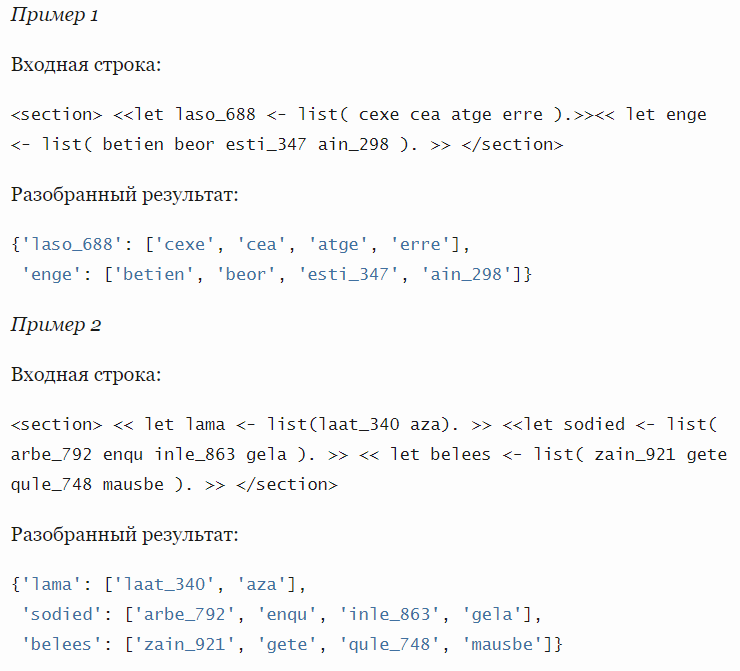 Пример 1
Входная строка:
<section> <<let laso_688 <- list( cexe cea atge erre ).>><< let enge
<- list( betien beor esti_347 ain_298 ). >> </section>
Разобранный результат:
{'laso_688': ['cexe', 'cea', 'atge', 'erre'],
 'enge': ['betien', 'beor', 'esti_347', 'ain_298']}
Пример 2
Входная строка:
<section> << let lama <- list(laat_340 aza). >> <<let sodied <- list(
arbe_792 enqu inle_863 gela ). >> << let belees <- list( zain_921 gete
qule_748 mausbe ). >> </section>
Разобранный результат:
{'lama': ['laat_340', 'aza'],
 'sodied': ['arbe_792', 'enqu', 'inle_863', 'gela'],
 'belees': ['zain_921', 'gete', 'qule_748', 'mausbe']}